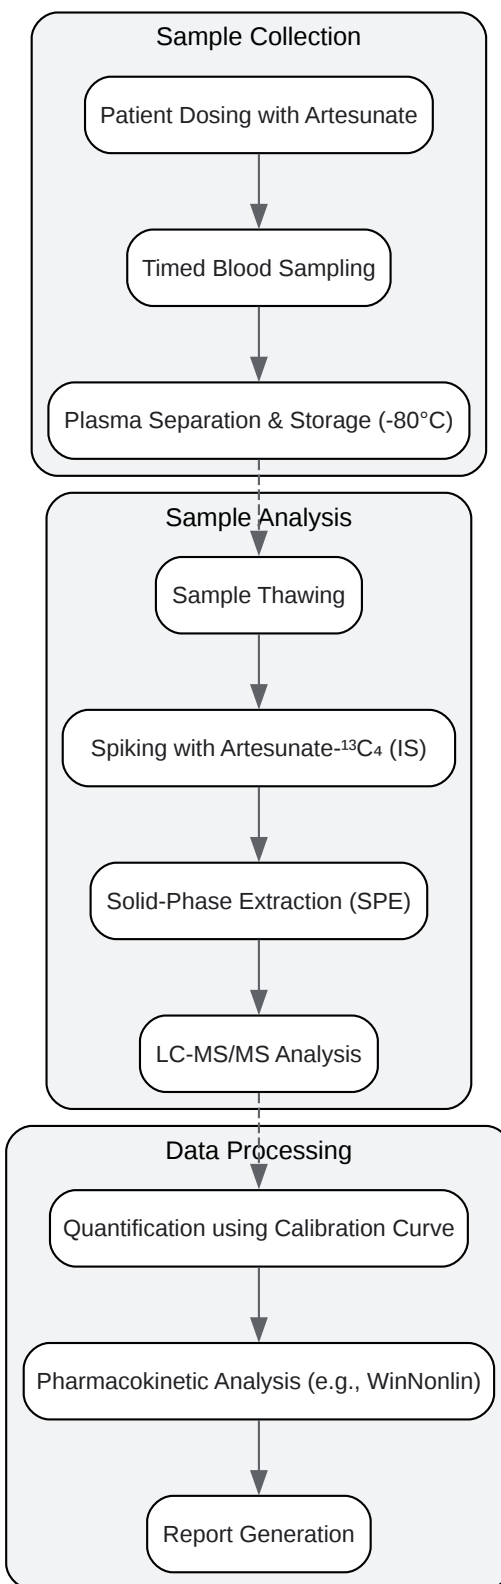 Sample Collection
Patient Dosing with Artesunate
Timed Blood Sampling
Plasma Separation & Storage (-80°C)
Sample Analysis
Sample Thawing
Spiking with Artesunate-¹³C₄ (IS)
Solid-Phase Extraction (SPE)
LC-MS/MS Analysis
Data Processing
Quantification using Calibration Curve
Pharmacokinetic Analysis (e.g., WinNonlin)
Report Generation